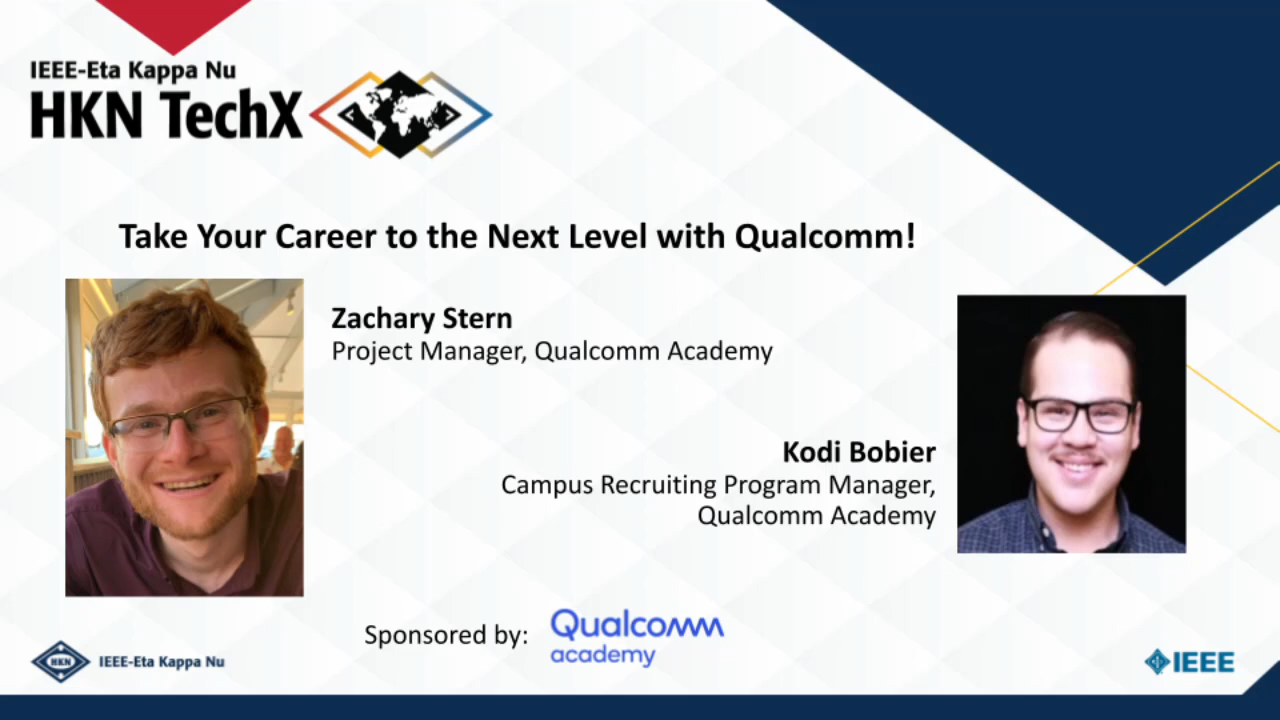 IEEE-Eta Kappa Nu
HKN TechX
Take Your Career to the Next Level with Qualcomm!
Zachary Stern
Project Manager, Qualcomm Academy
Kodi Bobier
Campus Recruiting Program Manager,
Qualcomm Academy
Sponsored by:
Qualcomm
academy
HKN
IEEE-Eta Kappa Nu
IEEE